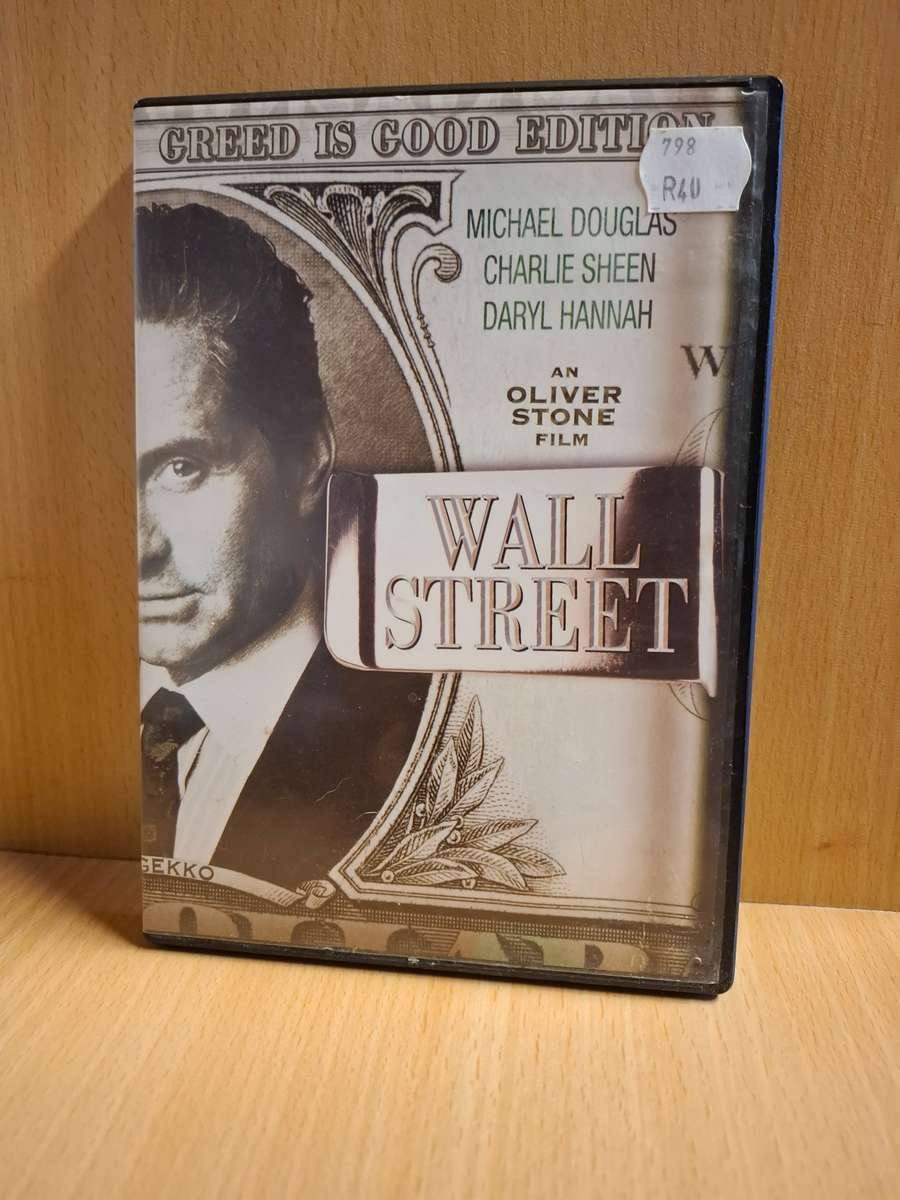 GREED IS GOOD EDITION
798
R40
MICHAEL DOUGLAS
CHARLIE SHEEN
DARYL HANNAH
W
AN
OLIVER
STONE
FILM
WALL
STREET
GEKKO